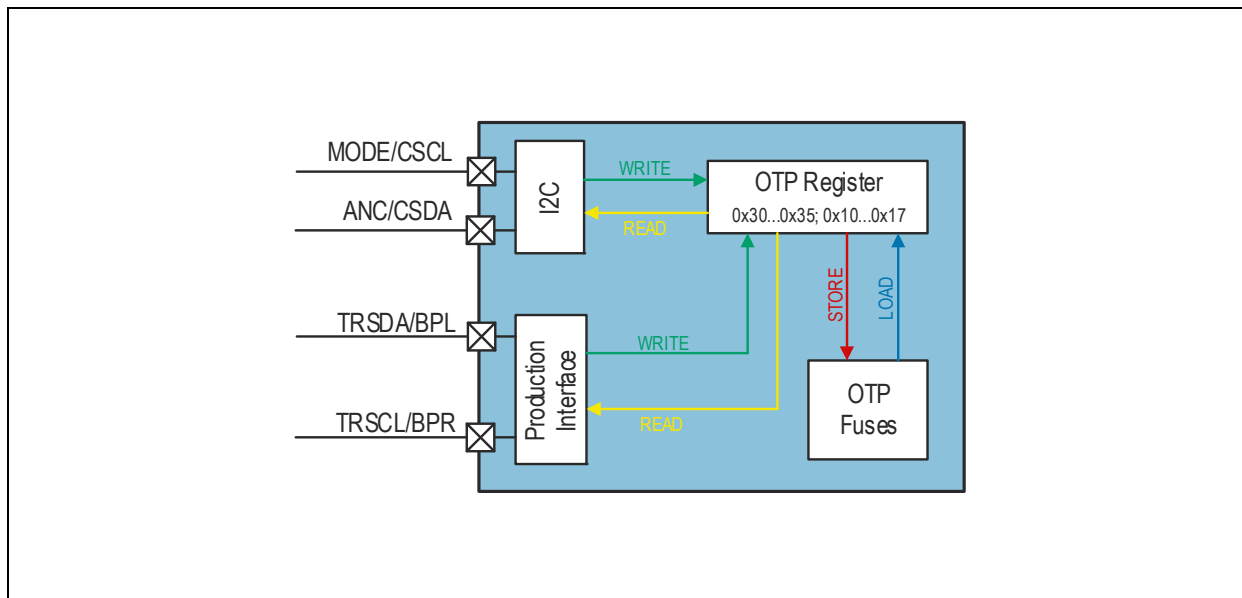 MODE/CSCL
ANC/CSDA
I2C
WRITE
READ
OTP Register
0x30...0x35; 0x10...0x17
TRSDA/BPL
TRSCL/BPR
Production
Interface
WRITE
READ
STORE
LOAD
OTP
Fuses